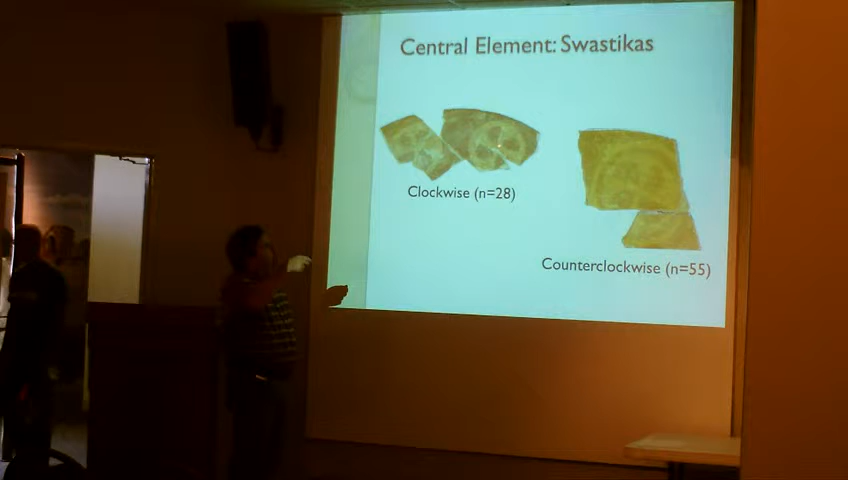 Central Element: Swastikas
Clockwise (n=28)
Counterclockwise (n=55)